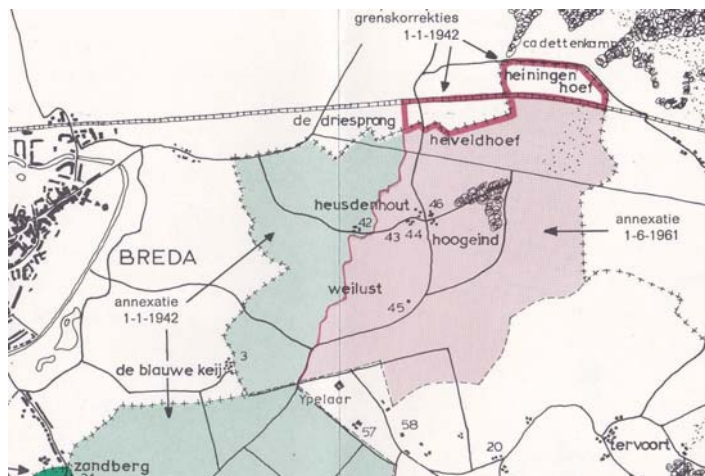 grenskorrekties
1-1-1942
cadettenkamp
heiningen
hoef
de driesprong
heveldhoef
heusdenhout
46
42
43
44
hoogeind
annexatie
1-6-1961
BREDA
weilust
annexatie
1-1-1942
45
de blauwe keij
3
Ypelaar
57
58
20
tervoort
zandberg